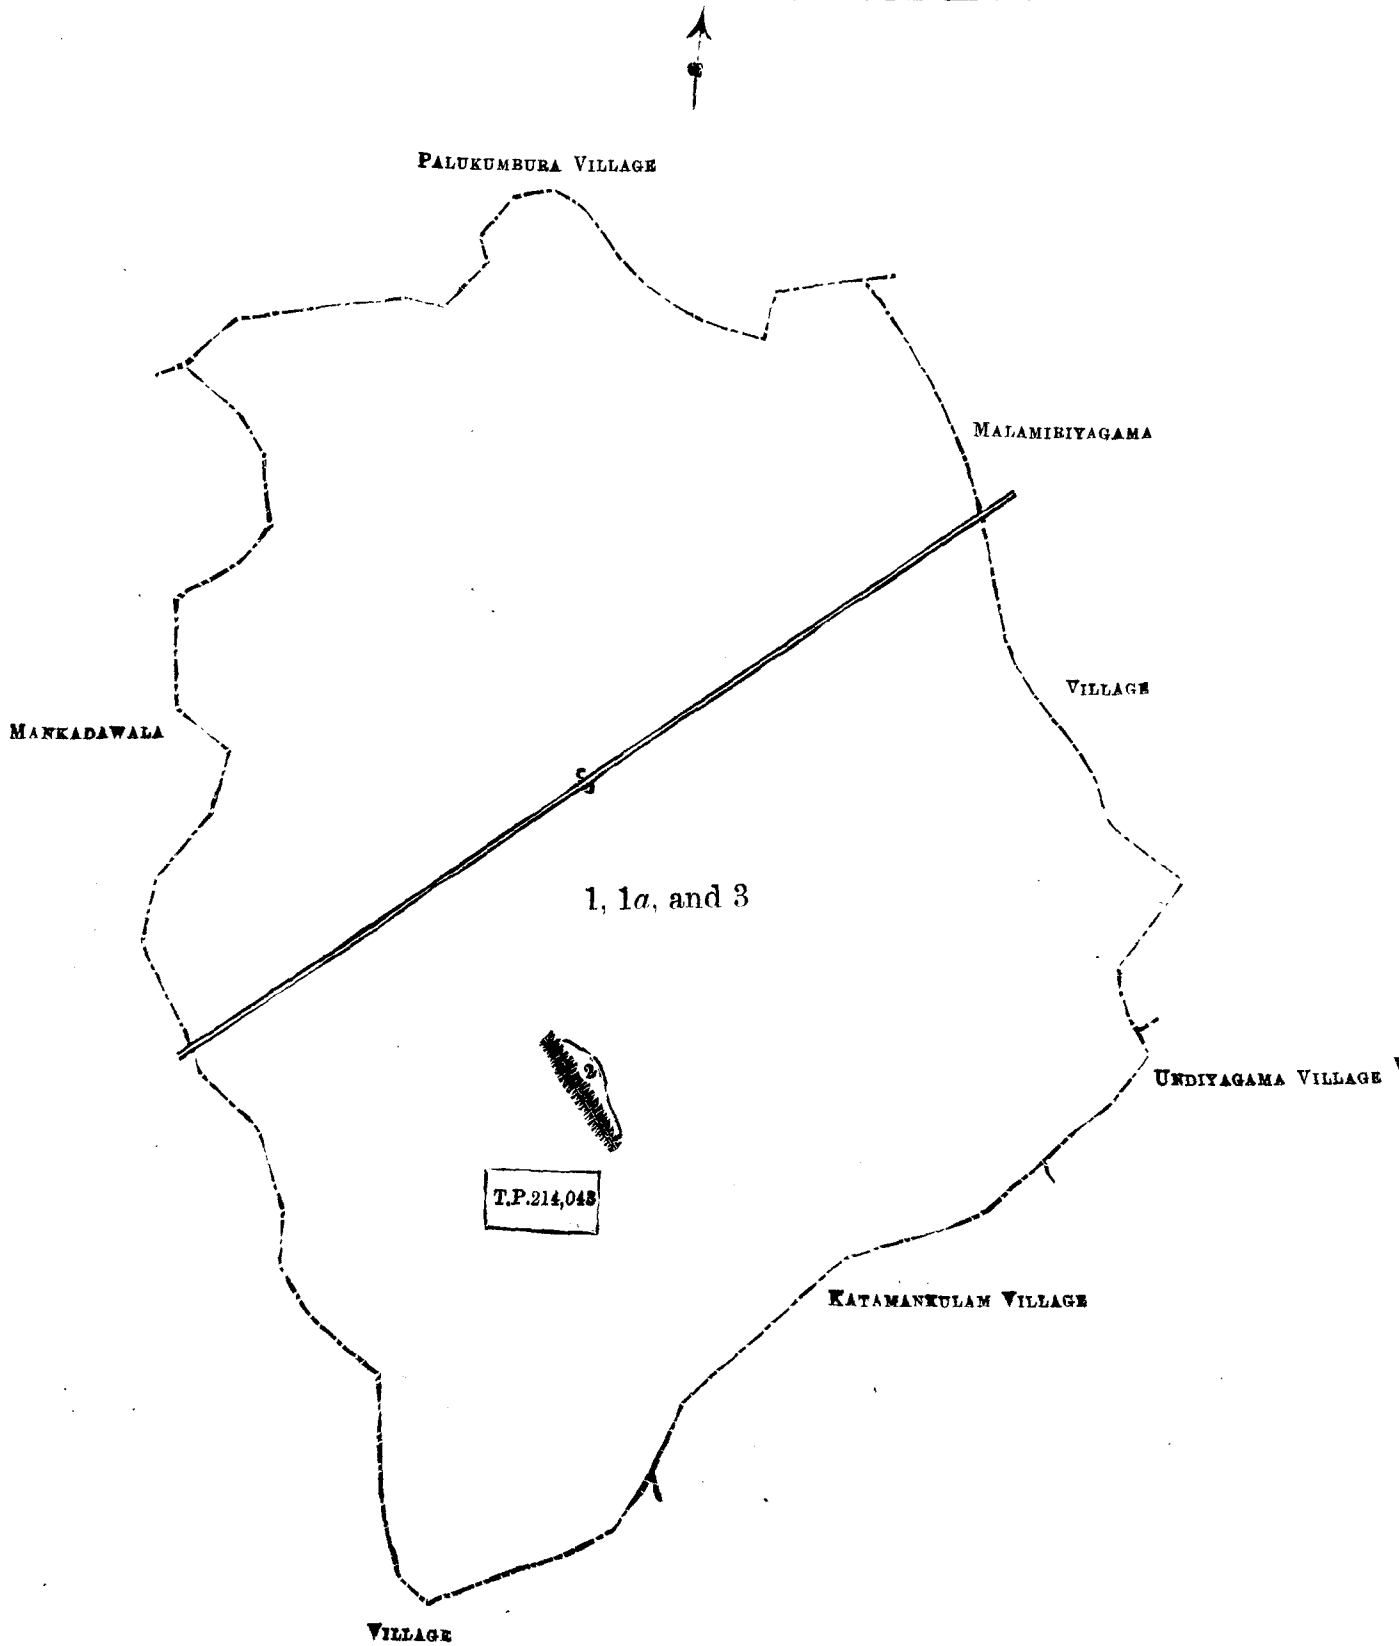 PALUKUMBURA VILLAGE
MALAMIRIYAGAMA
VILLAGE
MANKADAWALA
S
1, 1a, and 3
2
UNDIYAGAMA VILLAGE
T.P.214,043
KATAMANKULAM VILLAGE
VILLAGE